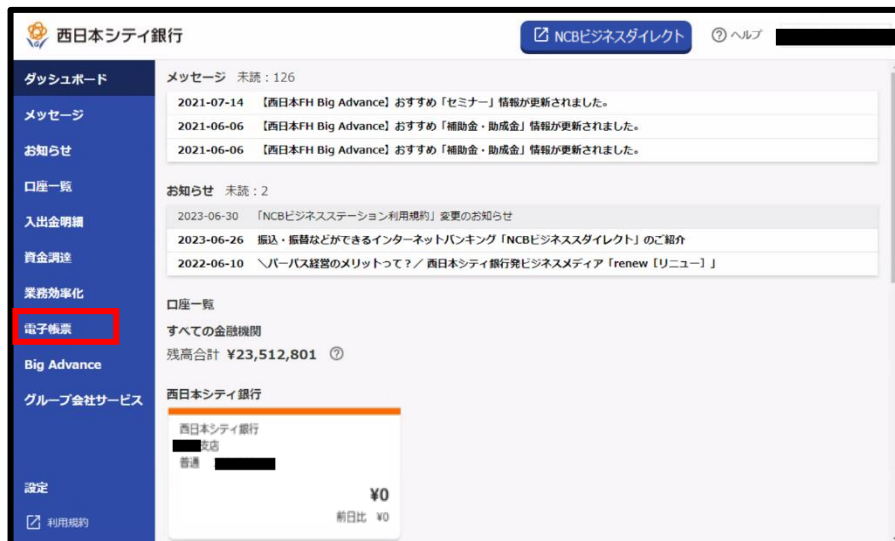 西日本シティ銀行
NCBビジネスダイレクト
ヘルプ
ダッシュボード
メッセージ
お知らせ
口座一覧
入出金明細
資金調達
業務効率化
電子帳票
Big Advance
グループ会社サービス
設定
利用規約
メッセージ 未読：126
2021-07-14 【西日本FH Big Advance】おすすめ「セミナー」情報が更新されました。
2021-06-06 【西日本FH Big Advance】おすすめ「補助金・助成金」情報が更新されました。
2021-06-06 【西日本FH Big Advance】おすすめ「補助金・助成金」情報が更新されました。
お知らせ 未読：2
2023-06-30 「NCBビジネスステーション利用規約」変更のお知らせ
2023-06-26 振込・振替などができるインターネットバンキング「NCBビジネススダイレクト」のご紹介
2022-06-10 ＼パーパス経営のメリットって？／ 西日本シティ銀行発ビジネスメディア「renew［リニュー］」
口座一覧
すべての金融機関
残高合計 ¥23,512,801
西日本シティ銀行
西日本シティ銀行
支店
普通
¥0
前日比 ¥0